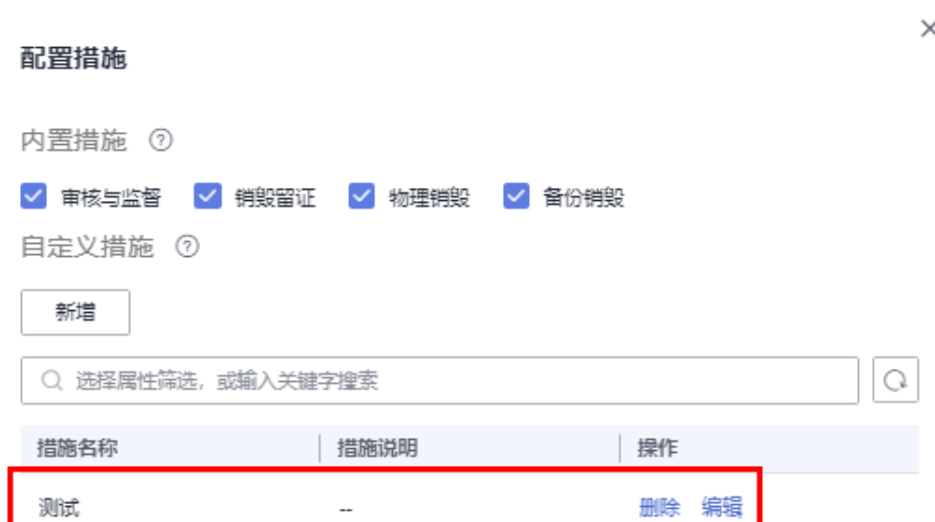 配置措施
内置措施
审核与监督 销毁留证 物理销毁 备份销毁
自定义措施
新增
选择属性筛选，或输入关键字搜索
措施名称 措施说明 操作
测试 -- 删除 编辑